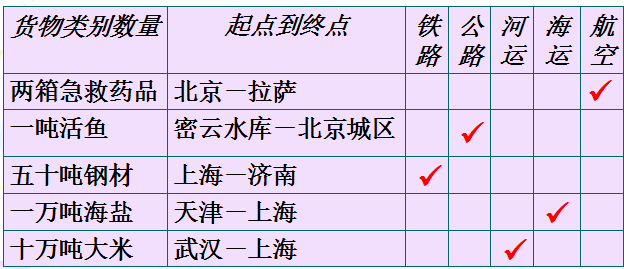 货物类别数量 起点到终点 铁路 公路 河运 海运 航空
两箱急救药品 北京－拉萨 ✓
一吨活鱼 密云水库－北京城区 ✓
五十吨钢材 上海－济南 ✓
一万吨海盐 天津－上海 ✓
十万吨大米 武汉－上海 ✓